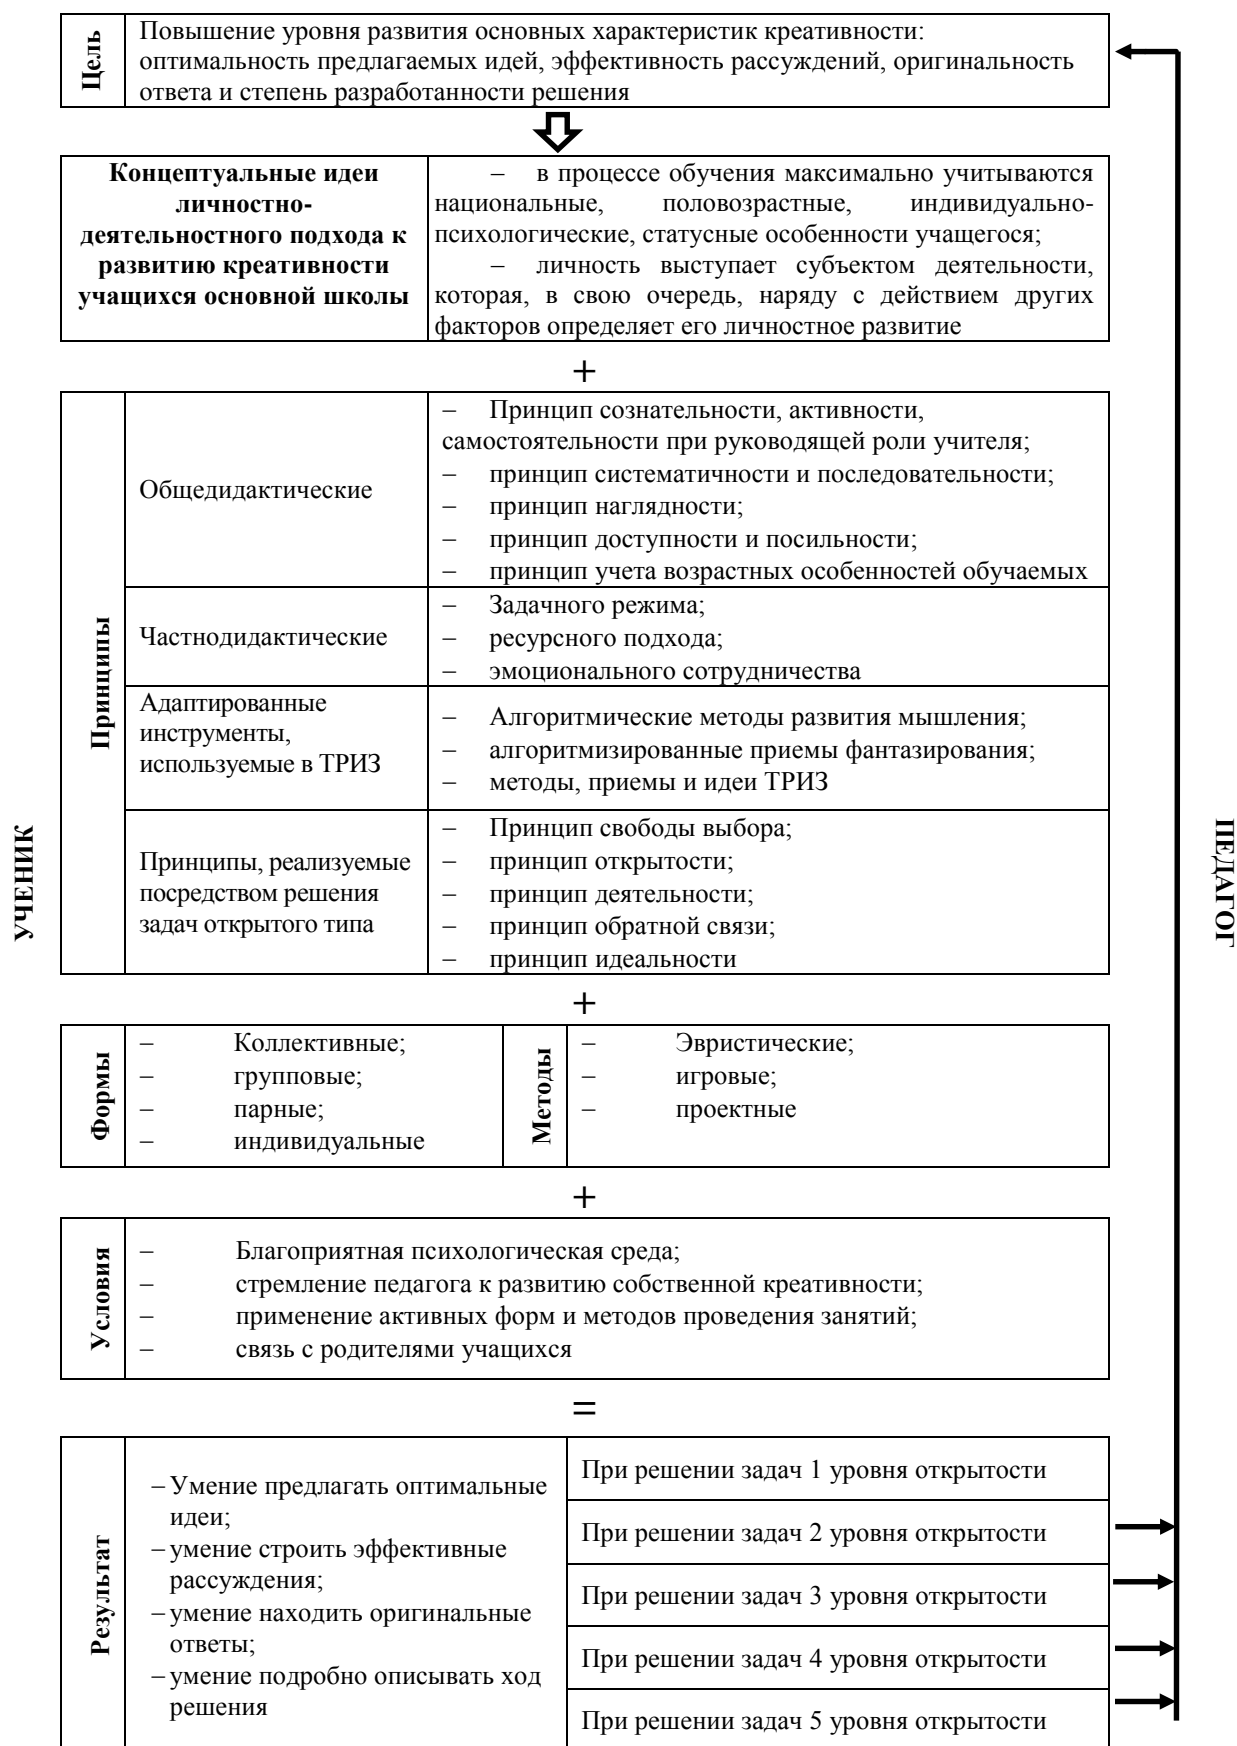 Цель
Повышение уровня развития основных характеристик креативности:
оптимальность предлагаемых идей, эффективность рассуждений, оригинальность
ответа и степень разработанности решения
Концептуальные идеи
личностно-
деятельностного подхода к
развитию креативности
учащихся основной школы
– в процессе обучения максимально учитываются
национальные, половозрастные, индивидуально-
психологические, статусные особенности учащегося;
– личность выступает субъектом деятельности,
которая, в свою очередь, наряду с действием других
факторов определяет его личностное развитие
+
Принципы
Общедидактические
– Принцип сознательности, активности,
самостоятельности при руководящей роли учителя;
– принцип систематичности и последовательности;
– принцип наглядности;
– принцип доступности и посильности;
– принцип учета возрастных особенностей обучаемых
Частнодидактические
– Задачного режима;
– ресурсного подхода;
– эмоционального сотрудничества
Адаптированные
инструменты,
используемые в ТРИЗ
– Алгоритмические методы развития мышления;
– алгоритмизированные приемы фантазирования;
– методы, приемы и идеи ТРИЗ
Принципы, реализуемые
посредством решения
задач открытого типа
– Принцип свободы выбора;
– принцип открытости;
– принцип деятельности;
– принцип обратной связи;
– принцип идеальности
УЧЕНИК
ПЕДАГОГ
+
Формы
– Коллективные;
– групповые;
– парные;
– индивидуальные
Методы
– Эвристические;
– игровые;
– проектные
+
Условия
– Благоприятная психологическая среда;
– стремление педагога к развитию собственной креативности;
– применение активных форм и методов проведения занятий;
– связь с родителями учащихся
=
Результат
– Умение предлагать оптимальные
идеи;
– умение строить эффективные
рассуждения;
– умение находить оригинальные
ответы;
– умение подробно описывать ход
решения
При решении задач 1 уровня открытости
При решении задач 2 уровня открытости
При решении задач 3 уровня открытости
При решении задач 4 уровня открытости
При решении задач 5 уровня открытости